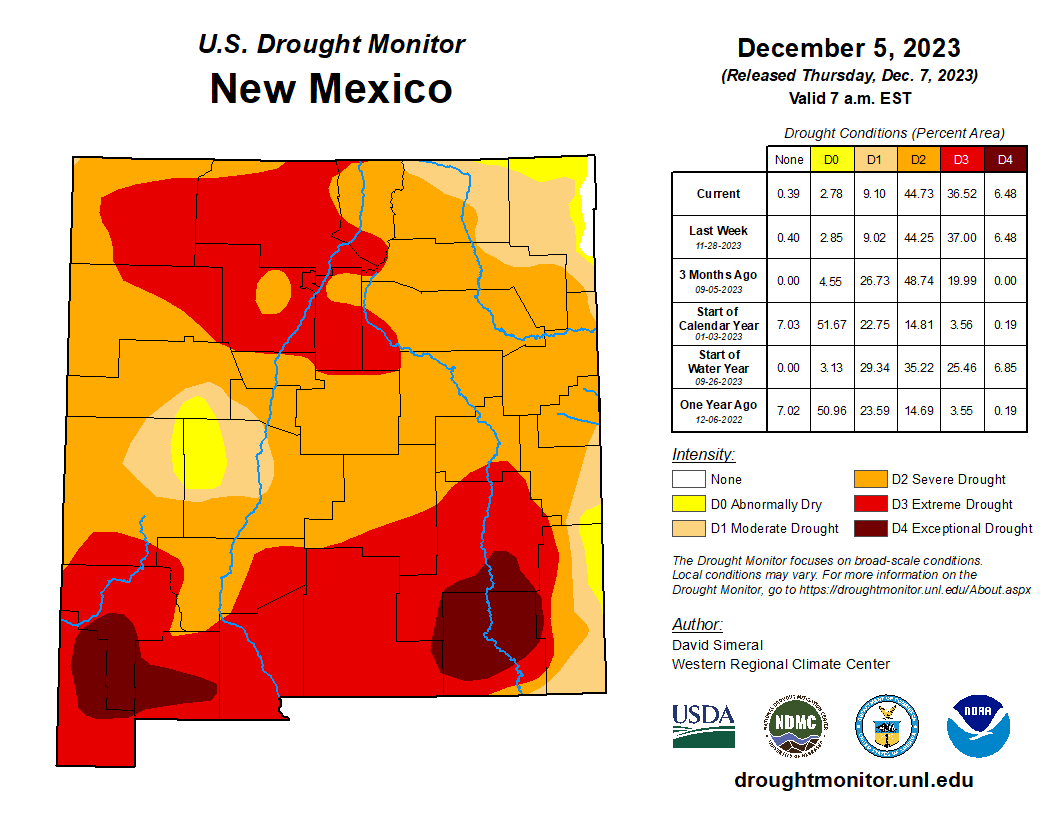 U.S. Drought Monitor
New Mexico
December 5, 2023
(Released Thursday, Dec. 7, 2023)
Valid 7 a.m. EST
Drought Conditions (Percent Area)
None D0 D1 D2 D3 D4
Current 0.39 2.78 9.10 44.73 36.52 6.48
Last Week
11-28-2023 0.40 2.85 9.02 44.25 37.00 6.48
3 Months Ago
09-05-2023 0.00 4.55 26.73 48.74 19.99 0.00
Start of
Calendar Year
01-03-2023 7.03 51.67 22.75 14.81 3.56 0.19
Start of
Water Year
09-26-2023 0.00 3.13 29.34 35.22 25.46 6.85
One Year Ago
12-06-2022 7.02 50.96 23.59 14.69 3.55 0.19
Intensity:
None
D0 Abnormally Dry
D1 Moderate Drought
D2 Severe Drought
D3 Extreme Drought
D4 Exceptional Drought
The Drought Monitor focuses on broad-scale conditions.
Local conditions may vary. For more information on the
Drought Monitor, go to https://droughtmonitor.unl.edu/About.aspx
Author:
David Simeral
Western Regional Climate Center
USDA
NDMC
NOAA
droughtmonitor.unl.edu